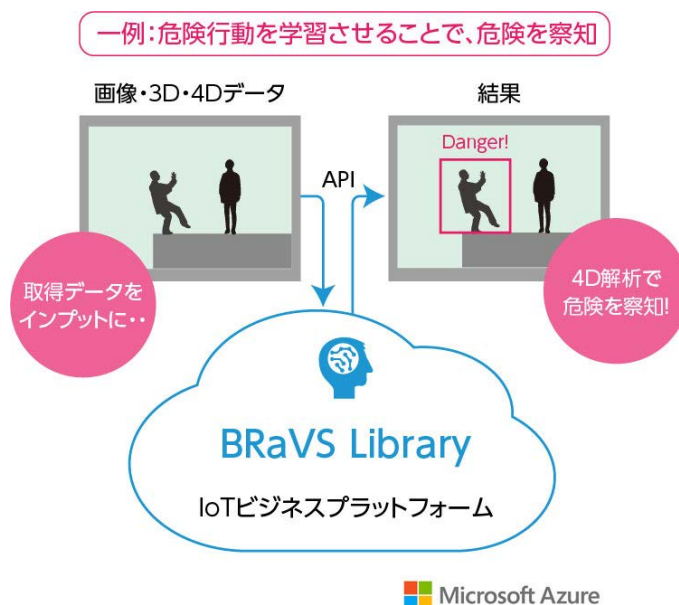 一例：危険行動を学習させることで、危険を察知
画像・3D・4Dデータ
結果
Danger!
API
取得データを
インプットに・・
4D解析で
危険を察知!
BRaVS Library
IoTビジネスプラットフォーム
Microsoft Azure